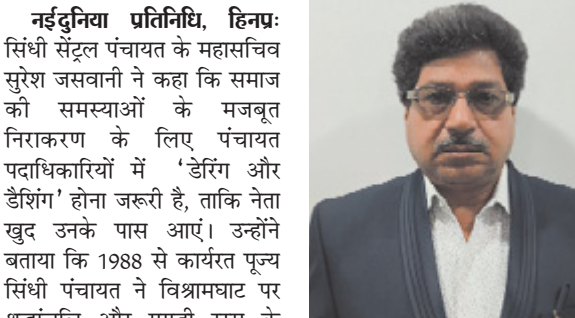 नईदुनिया प्रतिनिधि, हिनप्रः
सिंधी सेंट्रल पंचायत के महासचिव
सुरेश जसवानी ने कहा कि समाज
की समस्याओं के मजबूत
निराकरण के लिए पंचायत
पदाधिकारियों में ‘डेरिंग और
डैशिंग’ होना जरूरी है, ताकि नेता
खुद उनके पास आएं। उन्होंने
बताया कि 1988 से कार्यरत पूज्य
सिंधी पंचायत ने विश्रामघाट पर